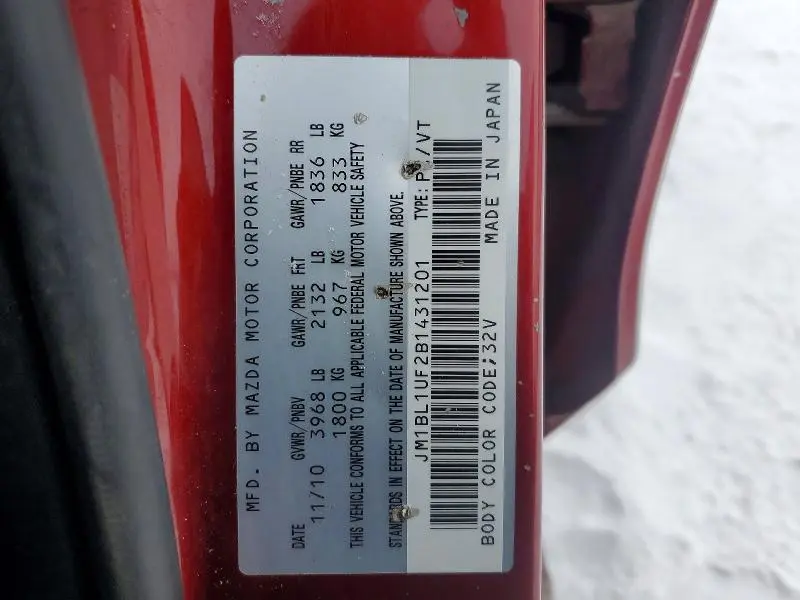 MFD. BY MAZDA MOTOR CORPORATION
DATE GVWR/PNBV GAWR/PNBE FRT GAWR/PNBE RR
11/10 3968 LB 2132 LB 1836 LB
1800 KG 967 KG 833 KG
THIS VEHICLE CONFORMS TO ALL APPLICABLE FEDERAL MOTOR VEHICLE SAFETY
STANDARDS IN EFFECT ON THE DATE OF MANUFACTURE SHOWN ABOVE.
JM1BL1UF2B1431201 TYPE:
BODY COLOR CODE;32V MADE IN JAPAN